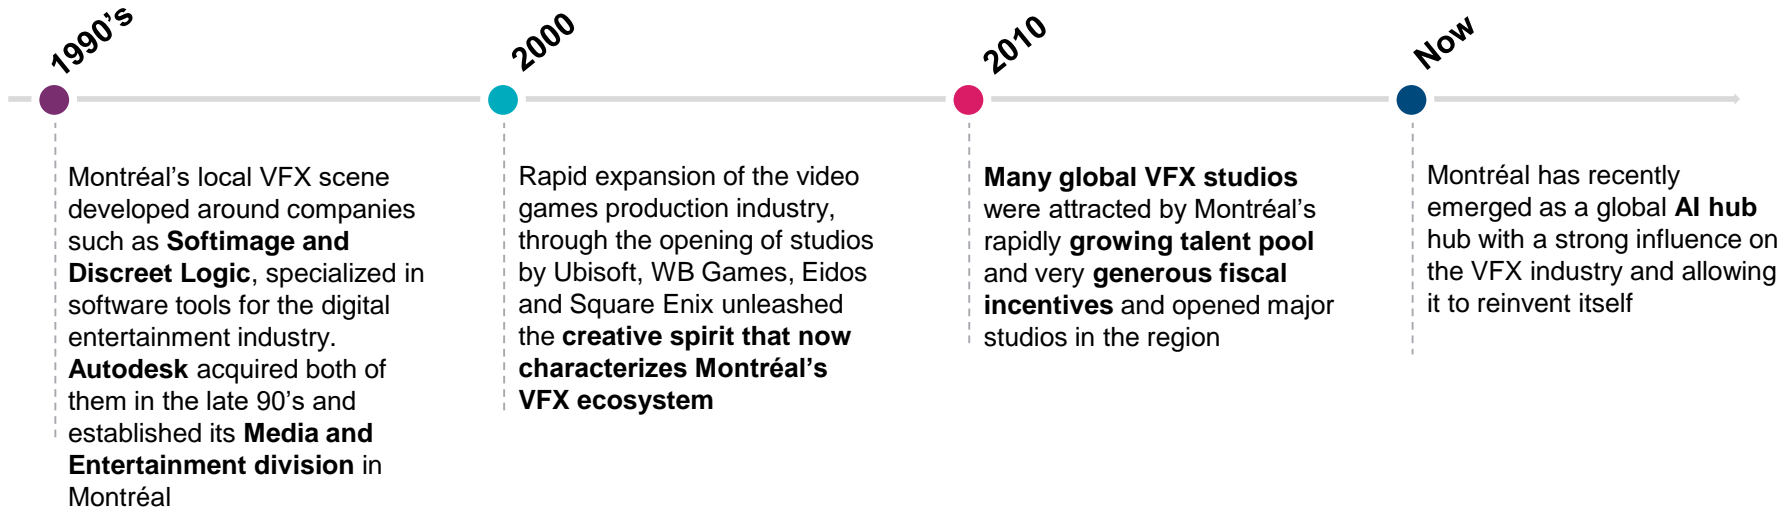 1990's
Montréal’s local VFX scene
developed around companies
such as Softimage and
Discreet Logic, specialized in
software tools for the digital
entertainment industry.
Autodesk acquired both of
them in the late 90’s and
established its Media and
Entertainment division in
Montréal
2000
Rapid expansion of the video
games production industry,
through the opening of studios
by Ubisoft, WB Games, Eidos
and Square Enix unleashed
the creative spirit that now
characterizes Montréal’s
VFX ecosystem
2010
Many global VFX studios
were attracted by Montréal’s
rapidly growing talent pool
and very generous fiscal
incentives and opened major
studios in the region
Now
Montréal has recently
emerged as a global AI hub
hub with a strong influence on
the VFX industry and allowing
it to reinvent itself